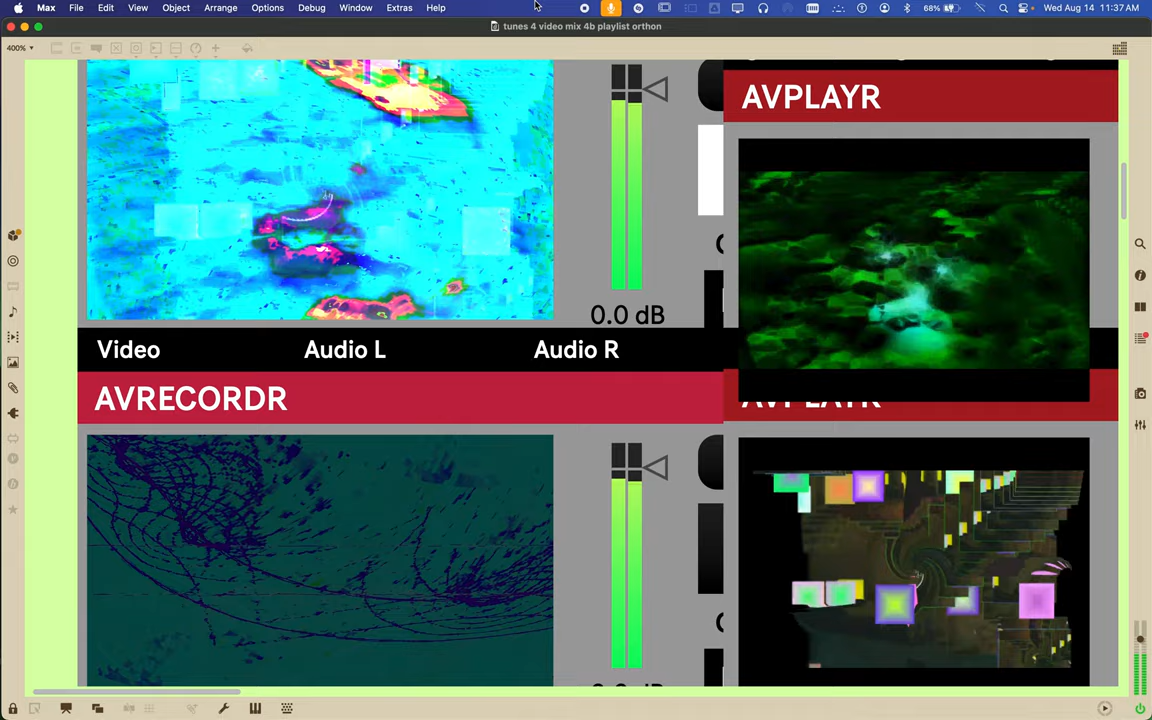 Max File Edit View Object Arrange Options Debug Window Extras Help 68% Wed Aug 14 11:37 AM
tunes 4 video mix 4b playlist orthon
400%
AVPLAYR
0.0 dB
Video Audio L Audio R
AVRECORDR
AVPLAYR